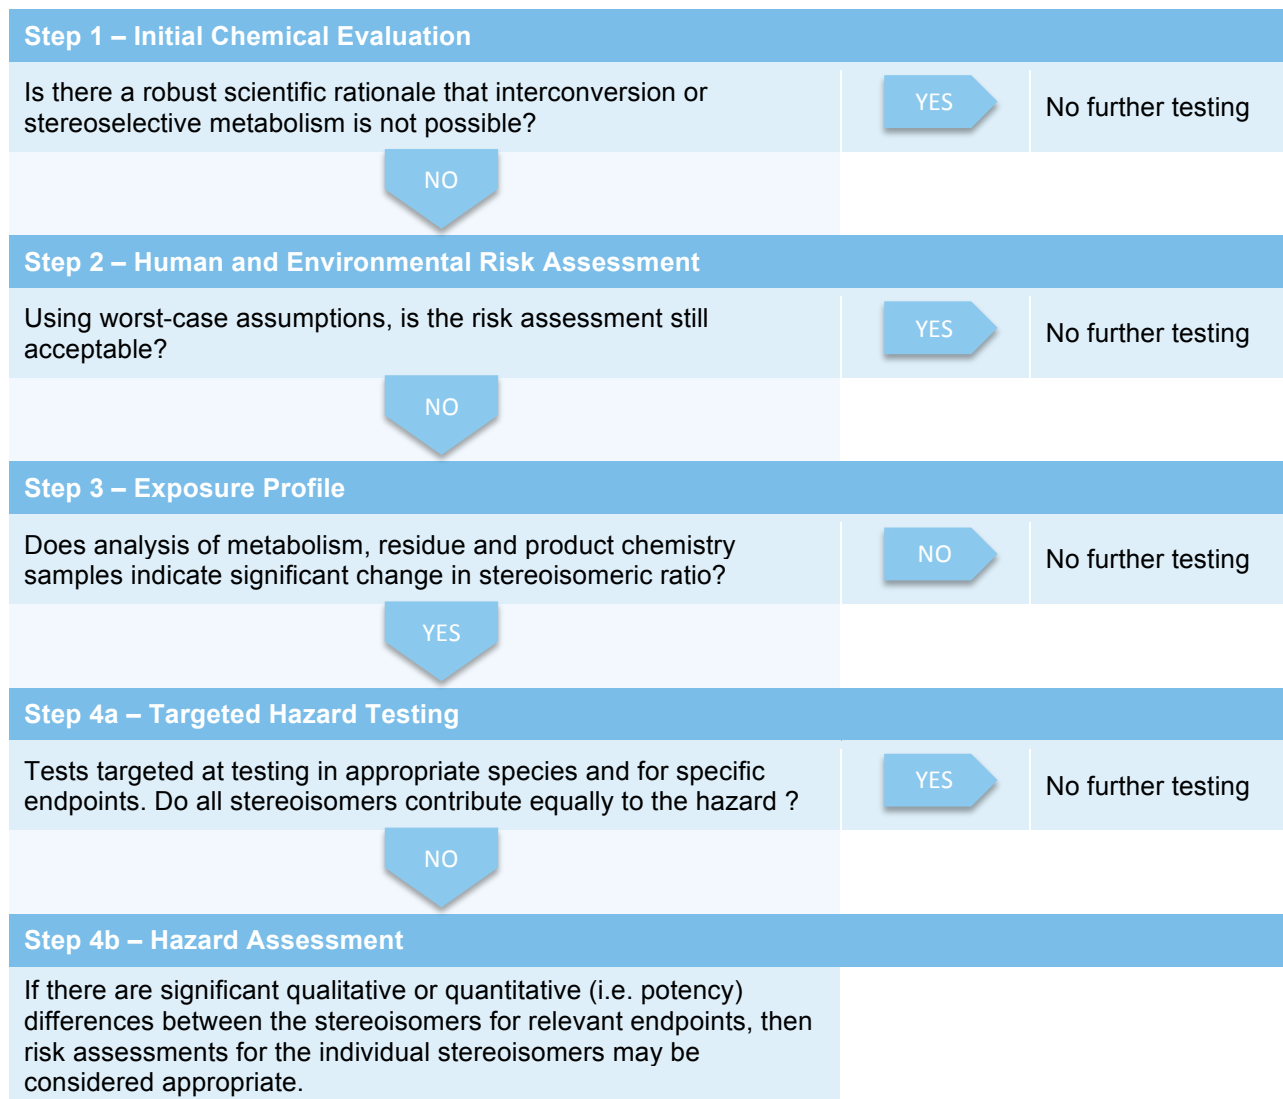 Step 1 – Initial Chemical Evaluation
Is there a robust scientific rationale that interconversion or
stereoselective metabolism is not possible?
YES
No further testing
NO
Step 2 – Human and Environmental Risk Assessment
Using worst-case assumptions, is the risk assessment still
acceptable?
YES
No further testing
NO
Step 3 – Exposure Profile
Does analysis of metabolism, residue and product chemistry
samples indicate significant change in stereoisomeric ratio?
NO
No further testing
YES
Step 4a – Targeted Hazard Testing
Tests targeted at testing in appropriate species and for specific
endpoints. Do all stereoisomers contribute equally to the hazard ?
YES
No further testing
NO
Step 4b – Hazard Assessment
If there are significant qualitative or quantitative (i.e. potency)
differences between the stereoisomers for relevant endpoints, then
risk assessments for the individual stereoisomers may be
considered appropriate.